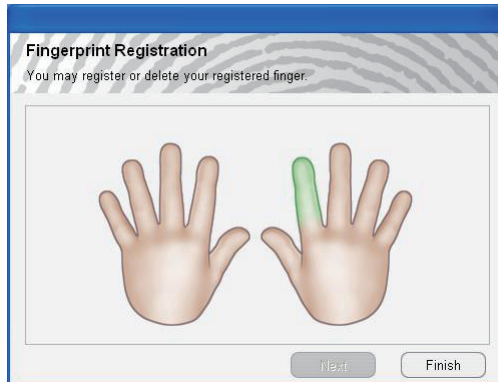 Fingerprint Registration
You may register or delete your registered finger.
Next
Finish